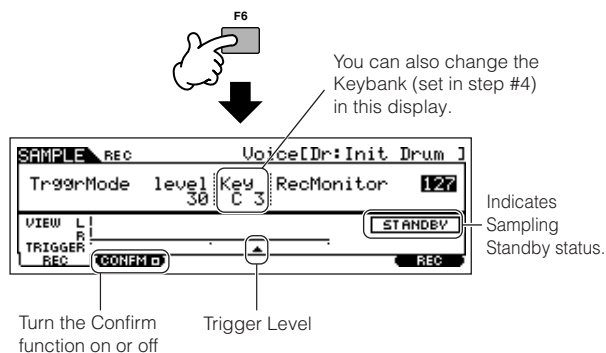 F6
You can also change the
Keybank (set in step #4)
in this display.
SAMPLE REC Voice[Dr:Init Drum ]
TrggrMode level Key RecMonitor 127
30 C 3
VIEW L
R
STANDBY
TRIGGER
REC CONFM REC
Indicates
Sampling
Standby status.
Turn the Confirm
function on or off
Trigger Level